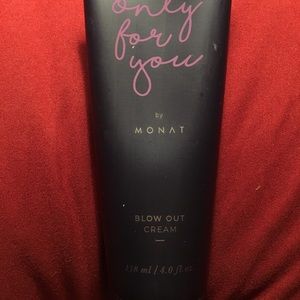 only
for
you
by
MONAT
BLOW OUT
CREAM
118 ml / 4.0 fl. oz.